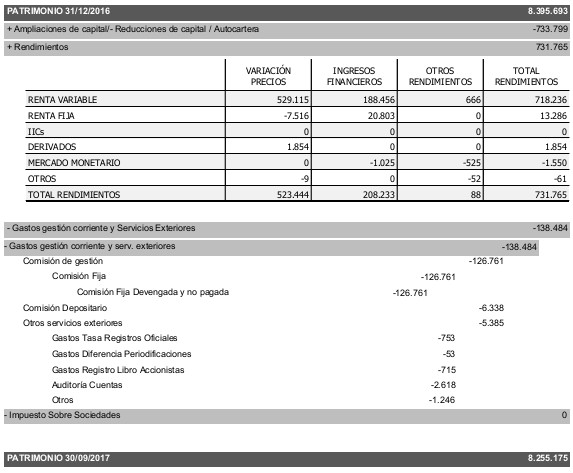 PATRIMONIO 31/12/2016 8.395.693
+ Ampliaciones de capital/- Reducciones de capital / Autocartera -733.799
+ Rendimientos 731.765
VARIACIÓN PRECIOS INGRESOS FINANCIEROS OTROS RENDIMIENTOS TOTAL RENDIMIENTOS
RENTA VARIABLE 529.115 188.456 666 718.236
RENTA FIJA -7.516 20.803 0 13.286
IICs 0 0 0 0
DERIVADOS 1.854 0 0 1.854
MERCADO MONETARIO 0 -1.025 -525 -1.550
OTROS -9 0 -52 -61
TOTAL RENDIMIENTOS 523.444 208.233 88 731.765
- Gastos gestión corriente y Servicios Exteriores -138.484
- Gastos gestión corriente y serv. exteriores -138.484
Comisión de gestión -126.761
Comisión Fija -126.761
Comisión Fija Devengada y no pagada -126.761
Comisión Depositario -6.338
Otros servicios exteriores -5.385
Gastos Tasa Registros Oficiales -753
Gastos Diferencia Periodificaciones -53
Gastos Registro Libro Accionistas -715
Auditoría Cuentas -2.618
Otros -1.246
- Impuesto Sobre Sociedades 0
PATRIMONIO 30/09/2017 8.255.175